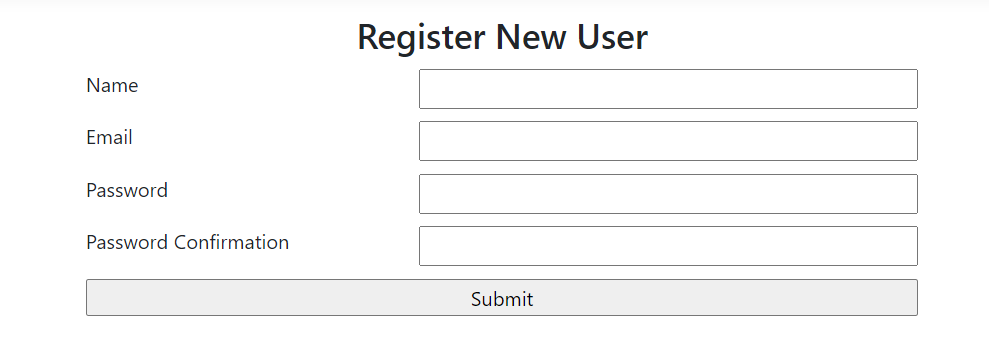 Register New User
Name
Email
Password
Password Confirmation
Submit